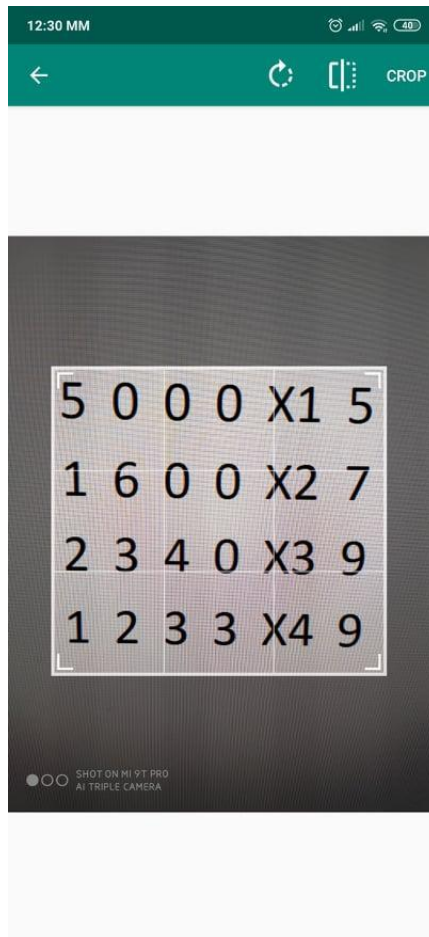 12:30 MM
40
CROP
5 0 0 0 X1 5
1 6 0 0 X2 7
2 3 4 0 X3 9
1 2 3 3 X4 9
SHOT ON MI 9T PRO
AI TRIPLE CAMERA